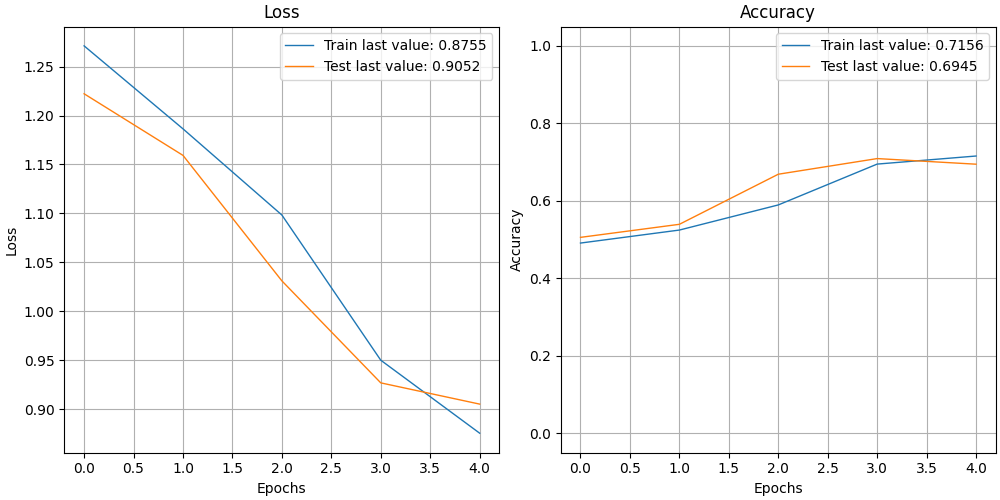 Loss
Train last value: 0.8755
Test last value: 0.9052
1.25
1.20
1.15
1.10
1.05
1.00
0.95
0.90
Loss
0.0 0.5 1.0 1.5 2.0 2.5 3.0 3.5 4.0
Epochs
Accuracy
Train last value: 0.7156
Test last value: 0.6945
1.0
0.8
0.6
0.4
0.2
0.0
Accuracy
0.0 0.5 1.0 1.5 2.0 2.5 3.0 3.5 4.0
Epochs